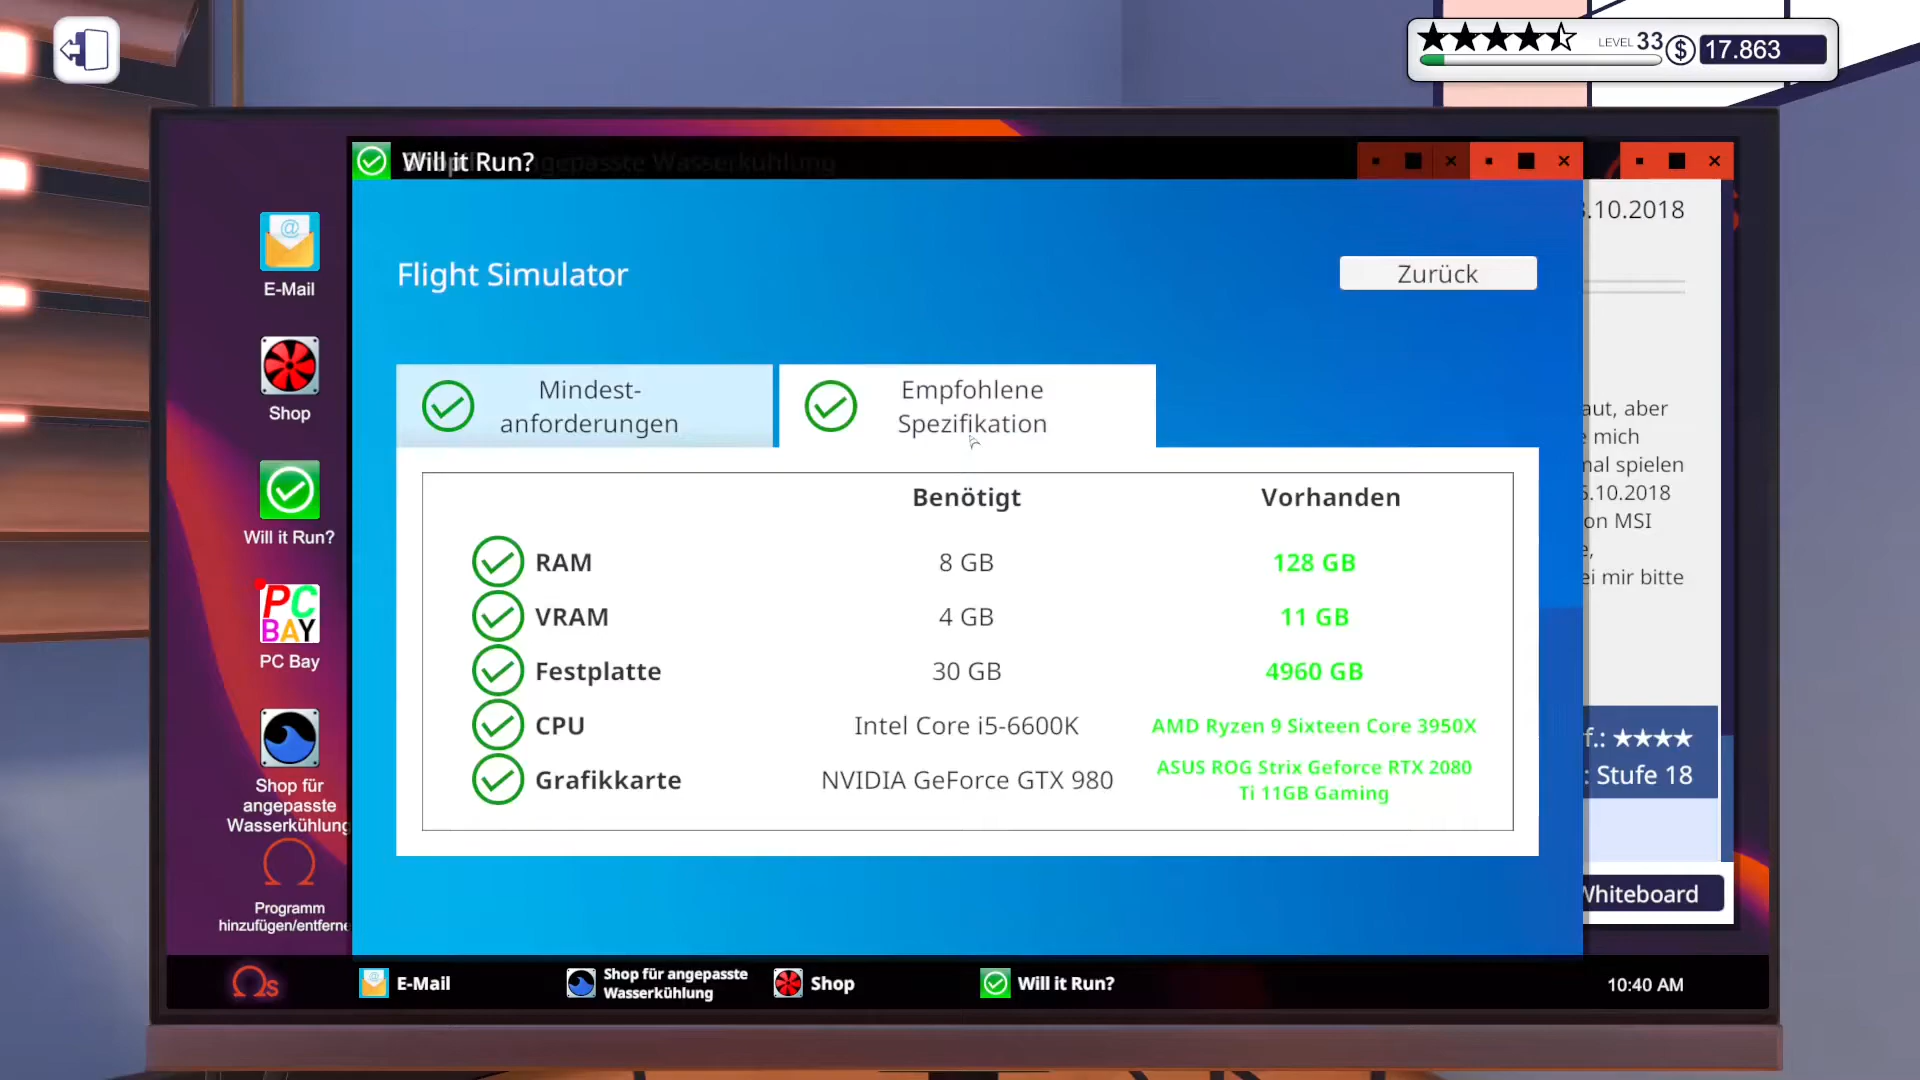 LEVEL 33
17.863
Will it Run?
Flight Simulator
Zurück
Mindest-
anforderungen
Empfohlene
Spezifikation
Benötigt Vorhanden
RAM 8 GB 128 GB
VRAM 4 GB 11 GB
Festplatte 30 GB 4960 GB
CPU Intel Core i5-6600K AMD Ryzen 9 Sixteen Core 3950X
Grafikkarte NVIDIA GeForce GTX 980 ASUS ROG Strix Geforce RTX 2080
Ti 11GB Gaming
E-Mail
Shop
Will it Run?
PC
BAY
PC Bay
Shop für
angepasste
Wasserkühlung
Programm
hinzufügen/entferne
.10.2018
aut, aber
mich
mal spielen
.10.2018
on MSI
ei mir bitte
f.: ★★★★
: Stufe 18
Whiteboard
E-Mail
Shop für angepasste
Wasserkühlung
Shop
Will it Run?
10:40 AM